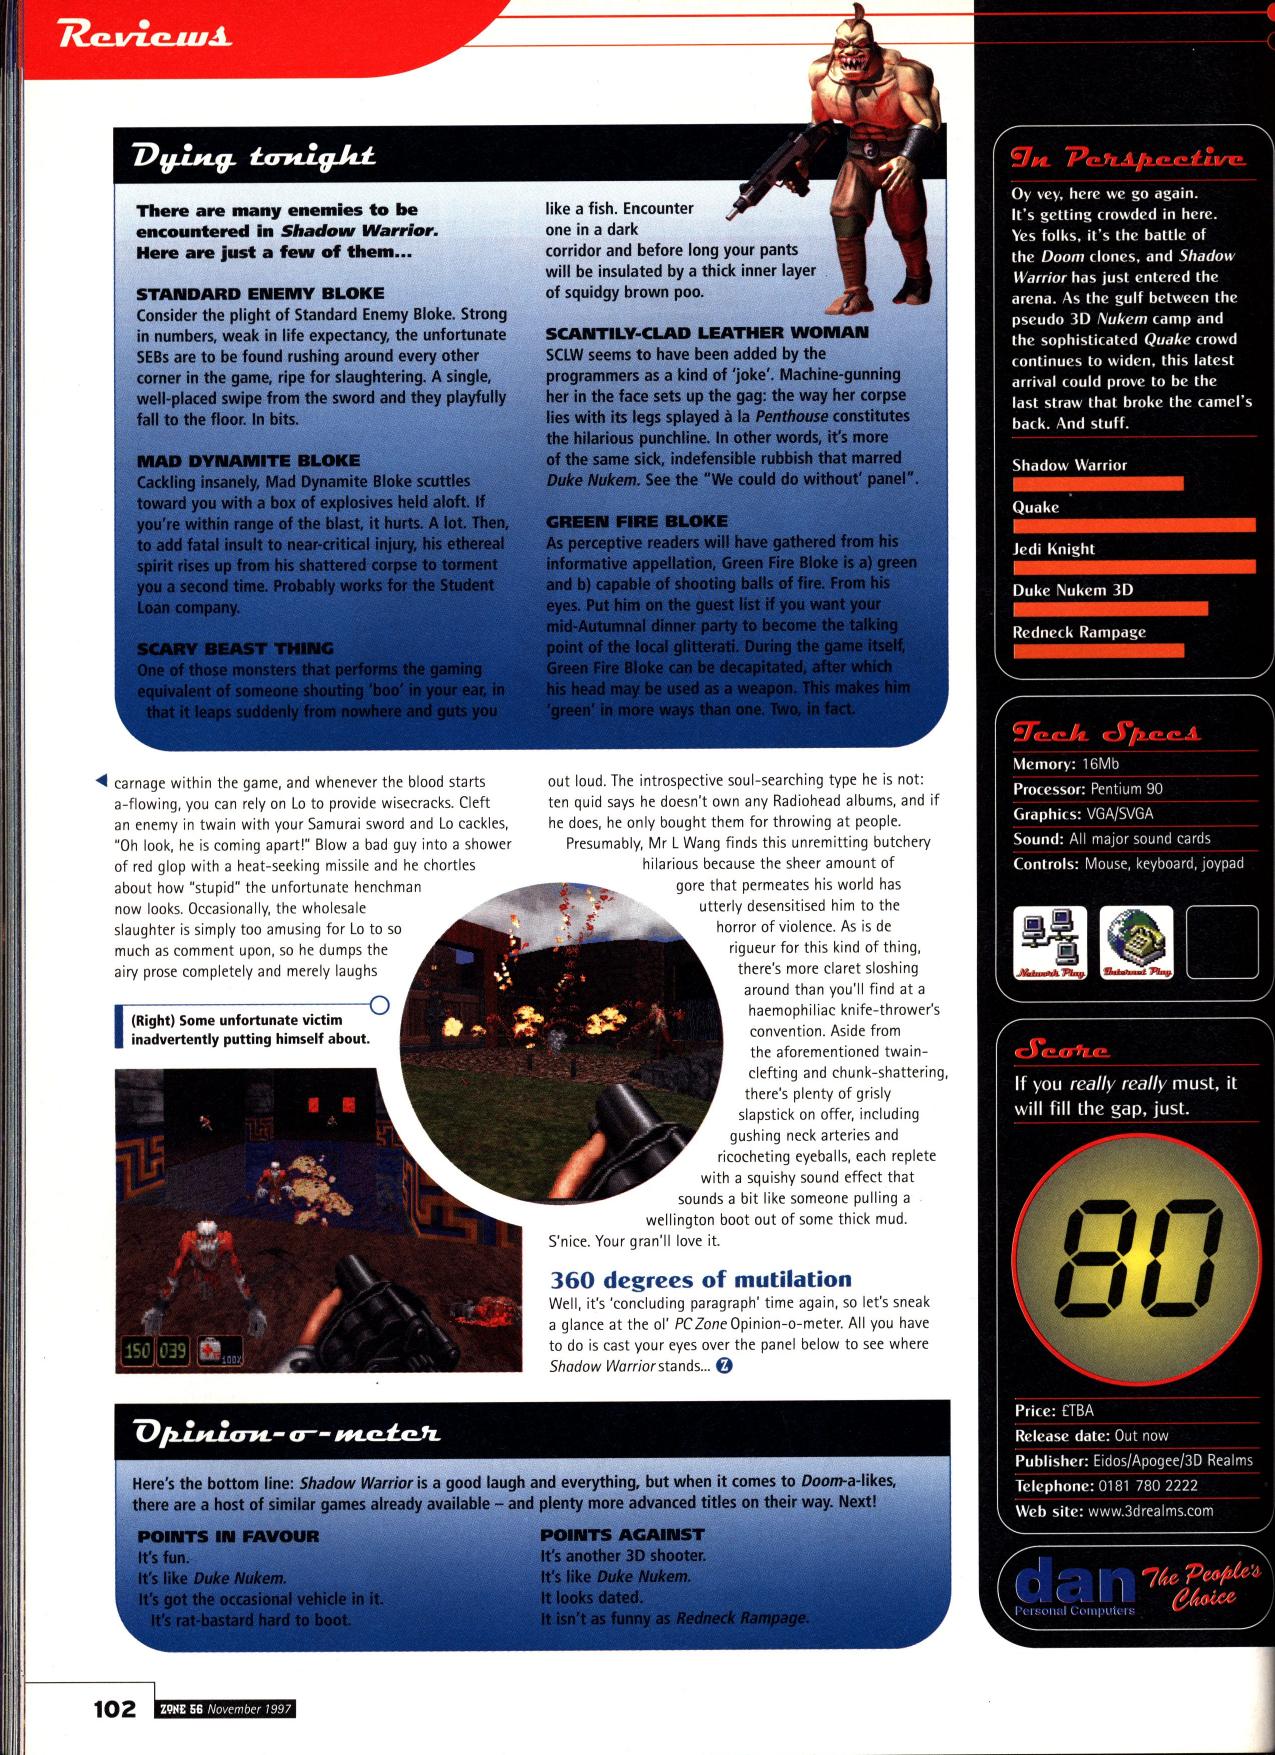 Reviews
Dying tonight
There are many enemies to be
encountered in Shadow Warrior.
Here are just a few of them...
STANDARD ENEMY BLOKE
Consider the plight of Standard Enemy Bloke. Strong
in numbers, weak in life expectancy, the unfortunate
SEBs are to be found rushing around every other
corner in the game, ripe for slaughtering. A single,
well-placed swipe from the sword and they playfully
fall to the floor. In bits.
MAD DYNAMITE BLOKE
Cackling insanely, Mad Dynamite Bloke scuttles
toward you with a box of explosives held aloft. If
you're within range of the blast, it hurts. A lot. Then,
to add fatal insult to near-critical injury, his ethereal
spirit rises up from his shattered corpse to torment
you a second time. Probably works for the Student
Loan company.
SCARY BEAST THING
One of those monsters that performs the gaming
equivalent of someone shouting 'boo' in your ear, in
that it leaps suddenly from nowhere and guts you
like a fish. Encounter
one in a dark
corridor and before long your pants
will be insulated by a thick inner layer
of squidgy brown poo.
SCANTILY-CLAD LEATHER WOMAN
SCLW seems to have been added by the
programmers as a kind of 'joke'. Machine-gunning
her in the face sets up the gag: the way her corpse
lies with its legs splayed à la Penthouse constitutes
the hilarious punchline. In other words, it's more
of the same sick, indefensible rubbish that marred
Duke Nukem. See the "We could do without' panel".
GREEN FIRE BLOKE
As perceptive readers will have gathered from his
informative appellation, Green Fire Bloke is a) green
and b) capable of shooting balls of fire. From his
eyes. Put him on the guest list if you want your
mid-Autumnal dinner party to become the talking
point of the local glitterati. During the game itself,
Green Fire Bloke can be decapitated, after which
his head may be used as a weapon. This makes him
'green' in more ways than one. Two, in fact.
carnage within the game, and whenever the blood starts
a-flowing, you can rely on Lo to provide wisecracks. Cleft
an enemy in twain with your Samurai sword and Lo cackles,
"Oh look, he is coming apart!" Blow a bad guy into a shower
of red glop with a heat-seeking missile and he chortles
about how "stupid" the unfortunate henchman
now looks. Occasionally, the wholesale
slaughter is simply too amusing for Lo to so
much as comment upon, so he dumps the
airy prose completely and merely laughs
(Right) Some unfortunate victim
inadvertently putting himself about.
150 039 100%
out loud. The introspective soul-searching type he is not:
ten quid says he doesn't own any Radiohead albums, and if
he does, he only bought them for throwing at people.
Presumably, Mr L Wang finds this unremitting butchery
hilarious because the sheer amount of
gore that permeates his world has
utterly desensitised him to the
horror of violence. As is de
rigueur for this kind of thing,
there's more claret sloshing
around than you'll find at a
haemophiliac knife-thrower's
convention. Aside from
the aforementioned twain-
clefting and chunk-shattering,
there's plenty of grisly
slapstick on offer, including
gushing neck arteries and
ricocheting eyeballs, each replete
with a squishy sound effect that
sounds a bit like someone pulling a
wellington boot out of some thick mud.
S'nice. Your gran'll love it.
360 degrees of mutilation
Well, it's 'concluding paragraph' time again, so let's sneak
a glance at the ol' PC Zone Opinion-o-meter. All you have
to do is cast your eyes over the panel below to see where
Shadow Warrior stands... Z
Opinion-o-meter
Here's the bottom line: Shadow Warrior is a good laugh and everything, but when it comes to Doom-a-likes,
there are a host of similar games already available – and plenty more advanced titles on their way. Next!
POINTS IN FAVOUR
It's fun.
It's like Duke Nukem.
It's got the occasional vehicle in it.
It's rat-bastard hard to boot.
POINTS AGAINST
It's another 3D shooter.
It's like Duke Nukem.
It looks dated.
It isn't as funny as Redneck Rampage.
In Perspective
Oy vey, here we go again.
It's getting crowded in here.
Yes folks, it's the battle of
the Doom clones, and Shadow
Warrior has just entered the
arena. As the gulf between the
pseudo 3D Nukem camp and
the sophisticated Quake crowd
continues to widen, this latest
arrival could prove to be the
last straw that broke the camel's
back. And stuff.
Shadow Warrior
Quake
Jedi Knight
Duke Nukem 3D
Redneck Rampage
Tech Specs
Memory: 16Mb
Processor: Pentium 90
Graphics: VGA/SVGA
Sound: All major sound cards
Controls: Mouse, keyboard, joypad
Network Play
Internet Play
Score
If you really really must, it
will fill the gap, just.
80
Price: £TBA
Release date: Out now
Publisher: Eidos/Apogee/3D Realms
Telephone: 0181 780 2222
Web site: www.3drealms.com
dan
Personal Computers
The People's
Choice
102
ZONE 56 November 1997